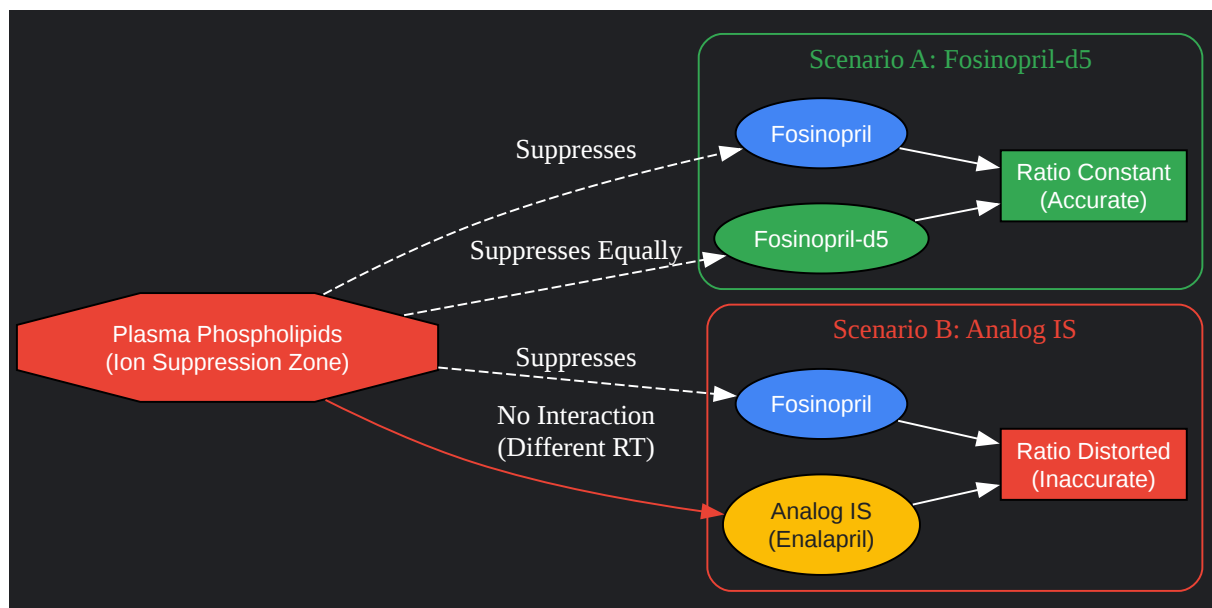 Scenario A: Fosinopril-d5
Suppresses
Fosinopril
Ratio Constant
(Accurate)
Suppresses Equally
Fosinopril-d5
Plasma Phospholipids
(Ion Suppression Zone)
Scenario B: Analog IS
Suppresses
Fosinopril
No Interaction
(Different RT)
Ratio Distorted
(Inaccurate)
Analog IS
(Enalapril)